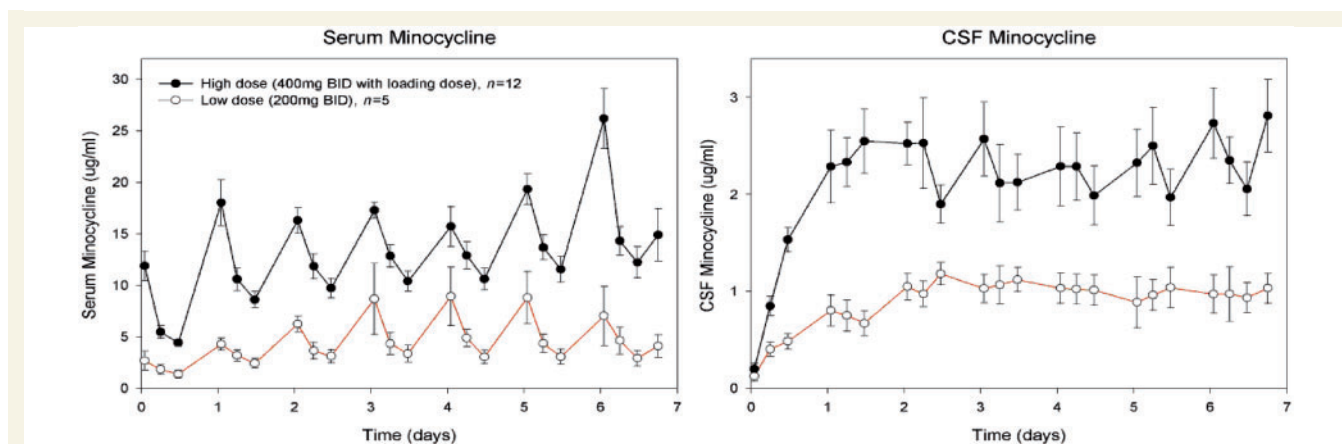 Serum Minocycline
High dose (400mg BID with loading dose), n=12
Low dose (200mg BID), n=5
Serum Minocycline (ug/ml)
30
25
20
15
10
5
0
0 1 2 3 4 5 6 7
Time (days)
CSF Minocycline
CSF Minocycline (ug/ml)
3
2
1
0
0 1 2 3 4 5 6 7
Time (days)